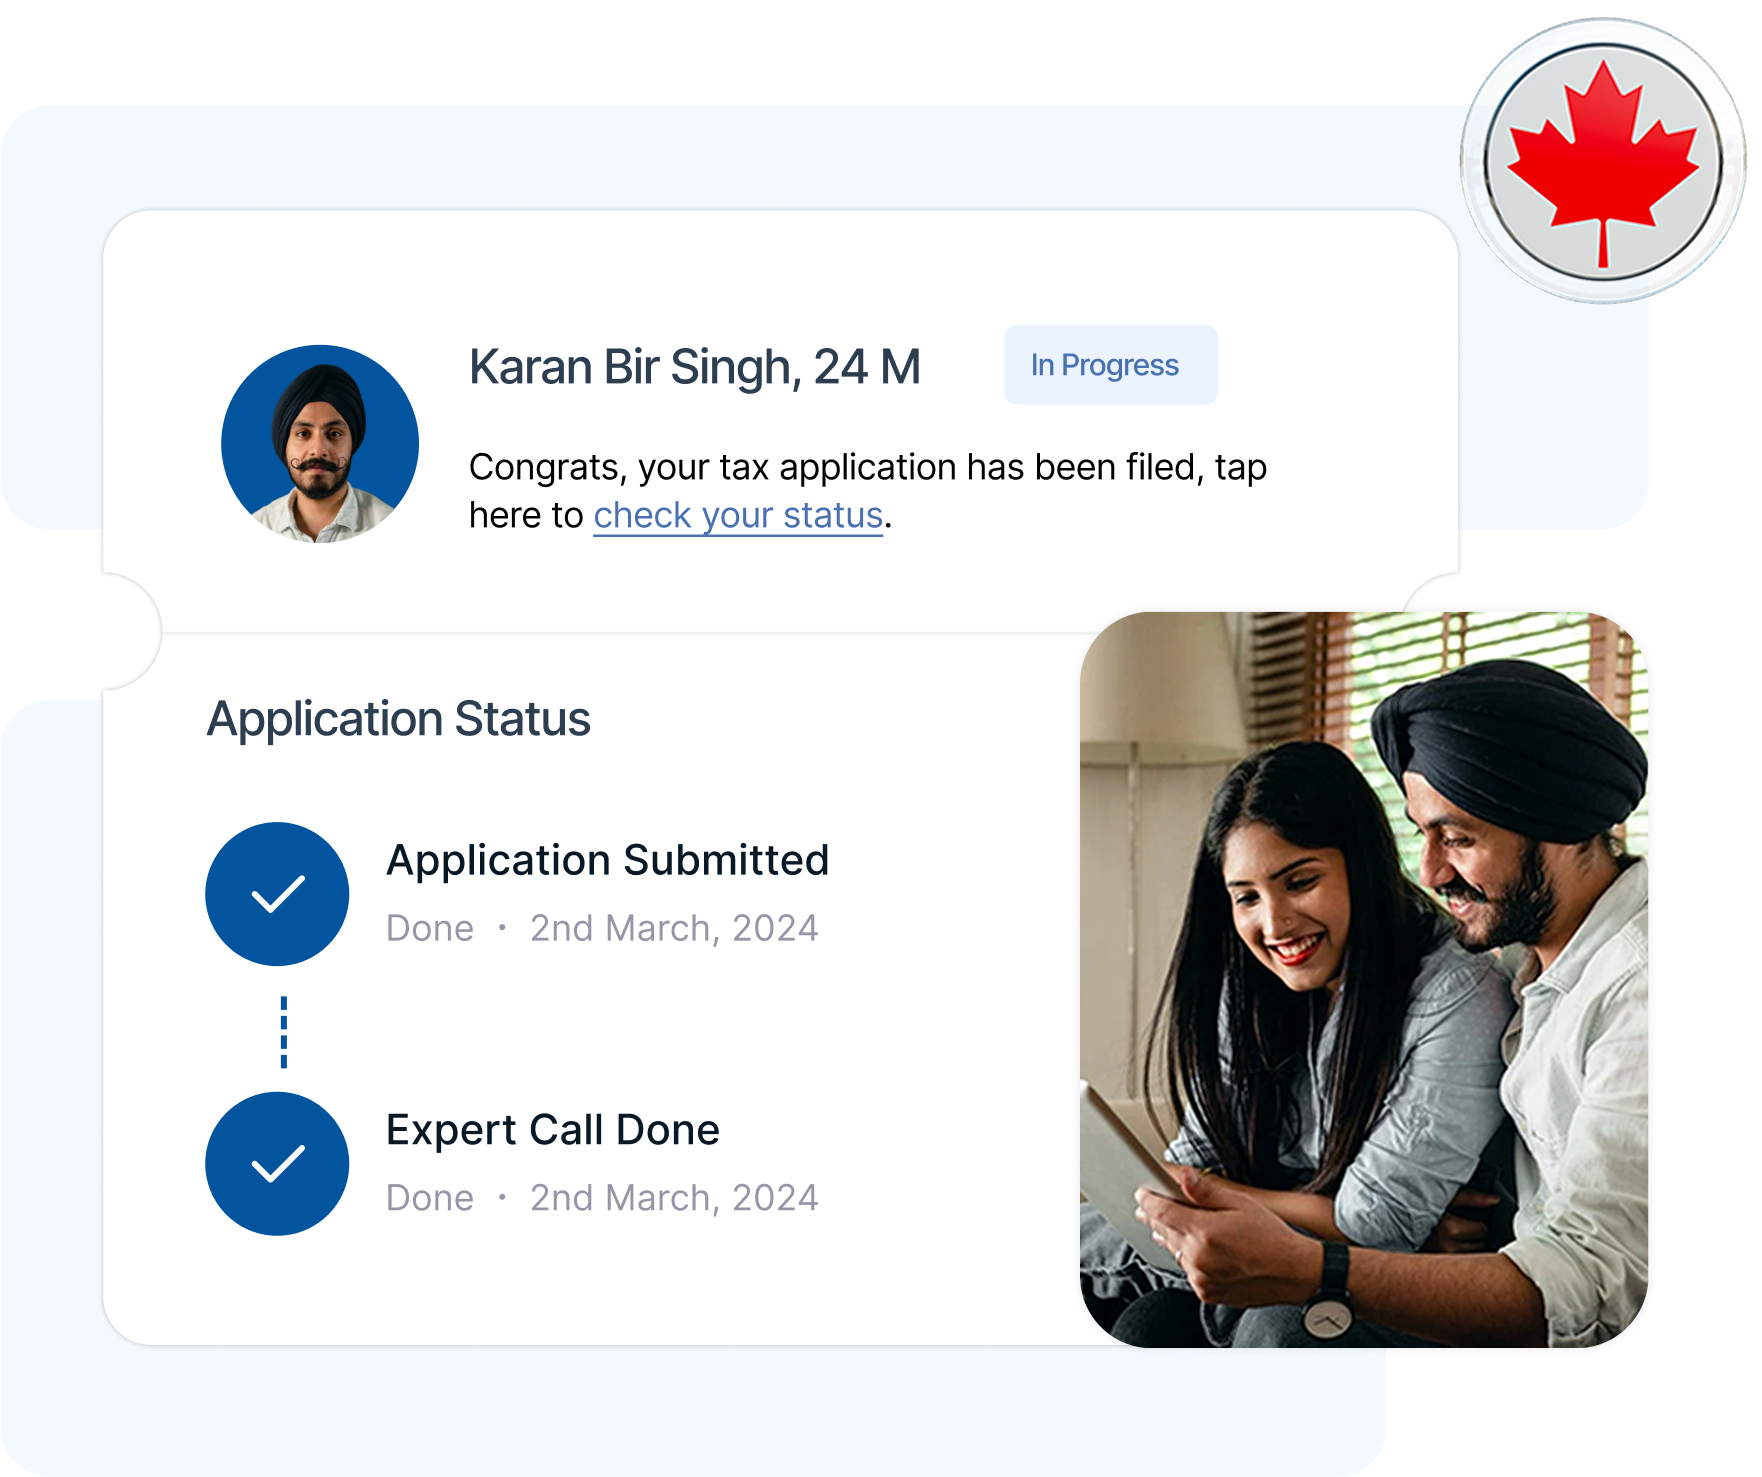 Karan Bir Singh, 24 M
In Progress
Congrats, your tax application has been filed, tap
here to check your status.
Application Status
Application Submitted
Done · 2nd March, 2024
Expert Call Done
Done · 2nd March, 2024